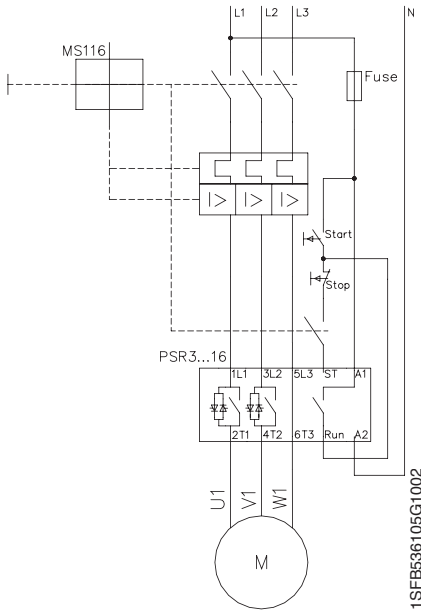 L1 L2 L3 N
MS116
Fuse
I> I> I>
Start
Stop
PSR3...16
1L1 3L2 5L3 ST A1
2T1 4T2 6T3 Run A2
U1 V1 W1
M
1SFB536105G1002